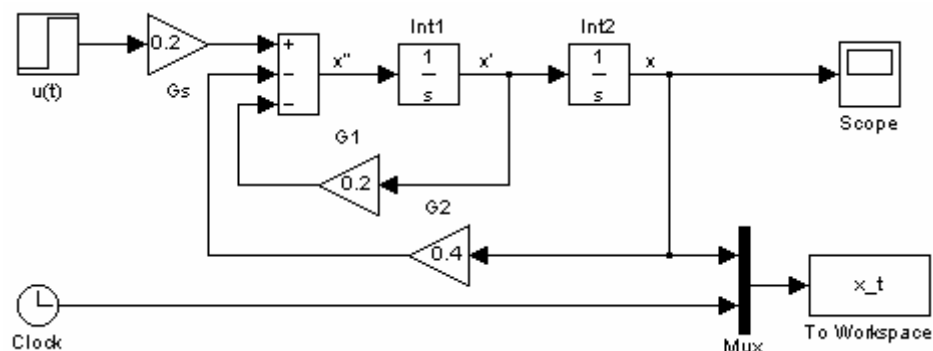 Int1
Int2
0.2
+
−
−
x''
1
s
x'
1
s
x
u(t)
Gs
Scope
G1
0.2
G2
0.4
x_t
Clock
Mux
To Workspace